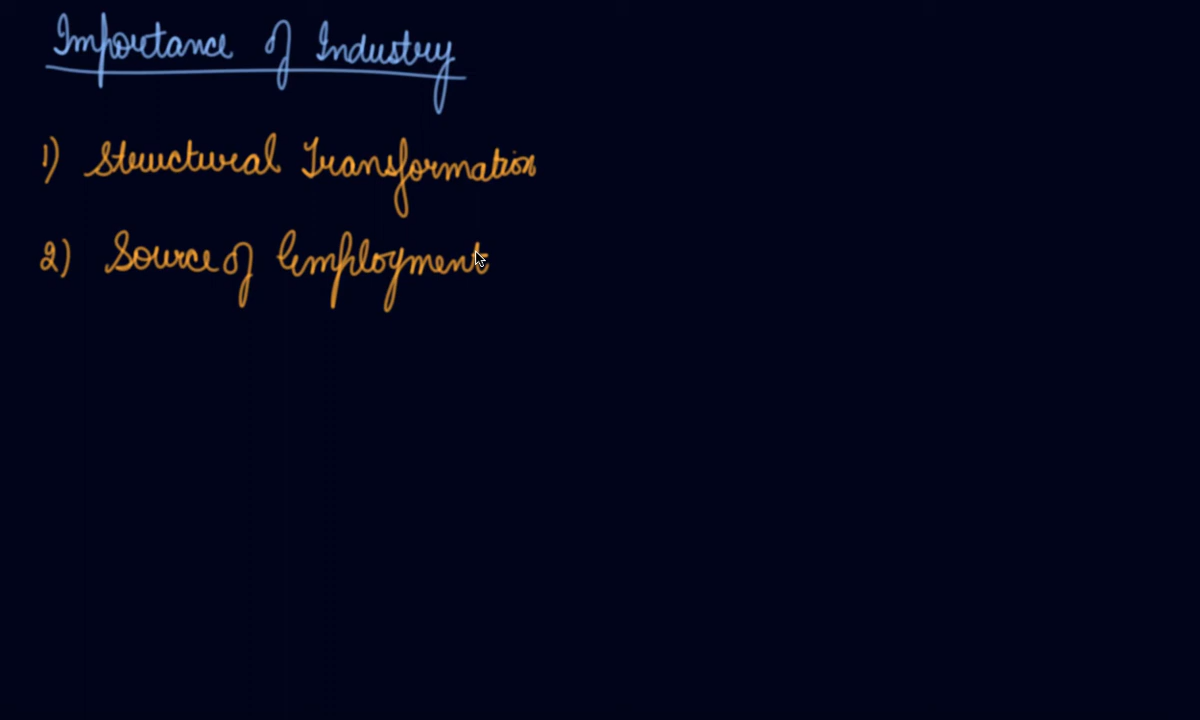 Importance of Industry
1) Structural Transformation
2) Source of Employment